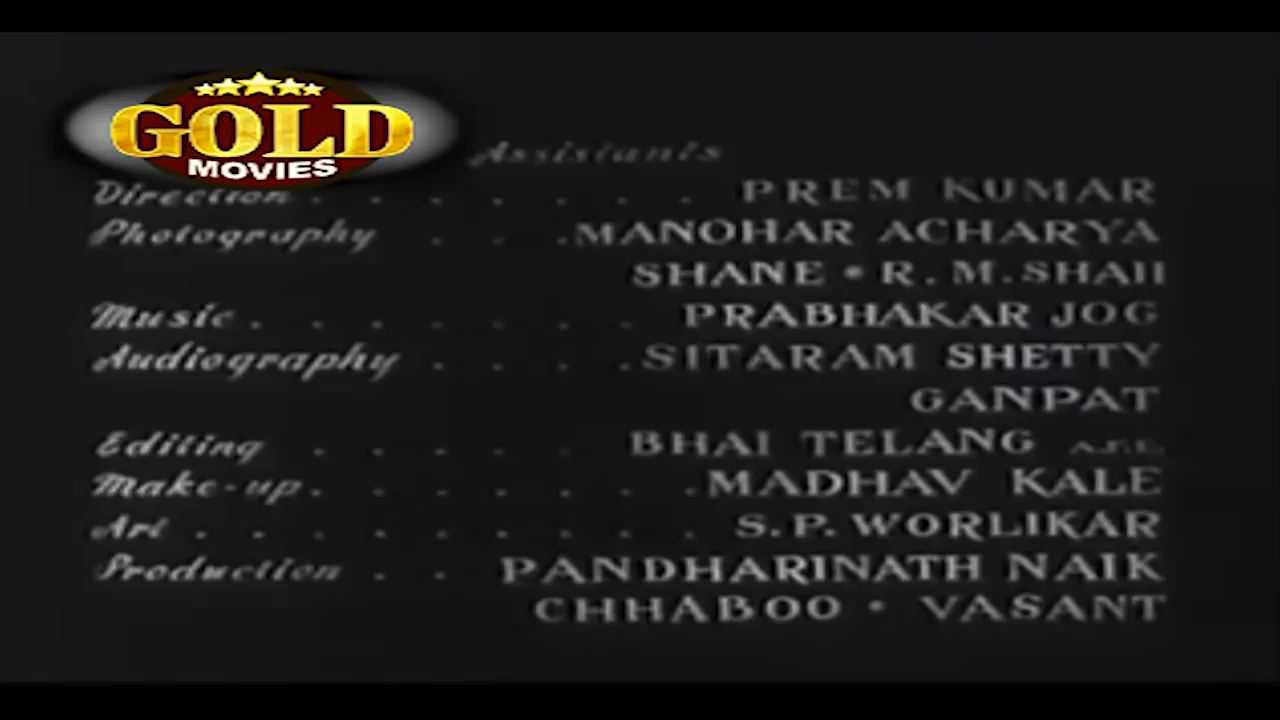 GOLD
MOVIES
Assistants
Direction . . . . . . . PREM KUMAR
Photography . . . MANOHAR ACHARYA
SHANE • R. M. SHAH
Music . . . . . . . PRABHAKAR JOG
Audiography . . . . SITARAM SHETTY
GANPAT
Editing . . . . . BHAI TELANG
Make-up . . . . . . . MADHAV KALE
Art . . . . . . . . . S. P. WORLIKAR
Production . . PANDHARINATH NAIK
CHHABOO • VASANT